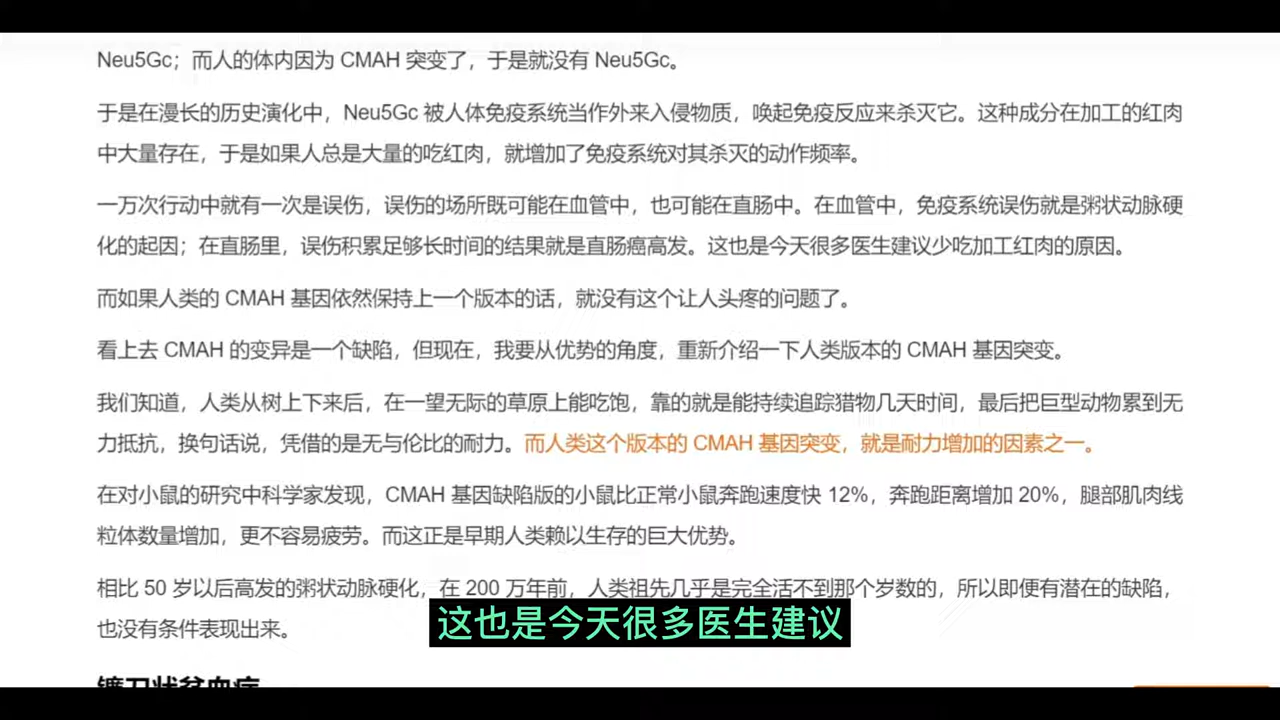 Neu5Gc；而人的体内因为 CMAH 突变了，于是就没有 Neu5Gc。
于是在漫长的历史演化中，Neu5Gc 被人体免疫系统当作外来入侵物质，唤起免疫反应来杀灭它。这种成分在加工的红肉
中大量存在，于是如果人总是大量的吃红肉，就增加了免疫系统对其杀灭的动作频率。
一万次行动中就有一次是误伤，误伤的场所既可能在血管中，也可能在直肠中。在血管中，免疫系统误伤就是粥状动脉硬
化的起因；在直肠里，误伤积累足够长时间的结果就是直肠癌高发。这也是今天很多医生建议少吃加工红肉的原因。
而如果人类的 CMAH 基因依然保持上一个版本的话，就没有这个让人头疼的问题了。
看上去 CMAH 的变异是一个缺陷，但现在，我要从优势的角度，重新介绍一下人类版本的 CMAH 基因突变。
我们知道，人类从树上下来后，在一望无际的草原上能吃饱，靠的就是能持续追踪猎物几天时间，最后把巨型动物累到无
力抵抗，换句话说，凭借的是无与伦比的耐力。而人类这个版本的 CMAH 基因突变，就是耐力增加的因素之一。
在对小鼠的研究中科学家发现，CMAH 基因缺陷版的小鼠比正常小鼠奔跑速度快 12%，奔跑距离增加 20%，腿部肌肉线
粒体数量增加，更不容易疲劳。而这正是早期人类赖以生存的巨大优势。
相比 50 岁以后高发的粥状动脉硬化，在 200 万年前，人类祖先几乎是完全活不到那个岁数的，所以即便有潜在的缺陷，
也没有条件表现出来。
这也是今天很多医生建议
镰刀状贫血病